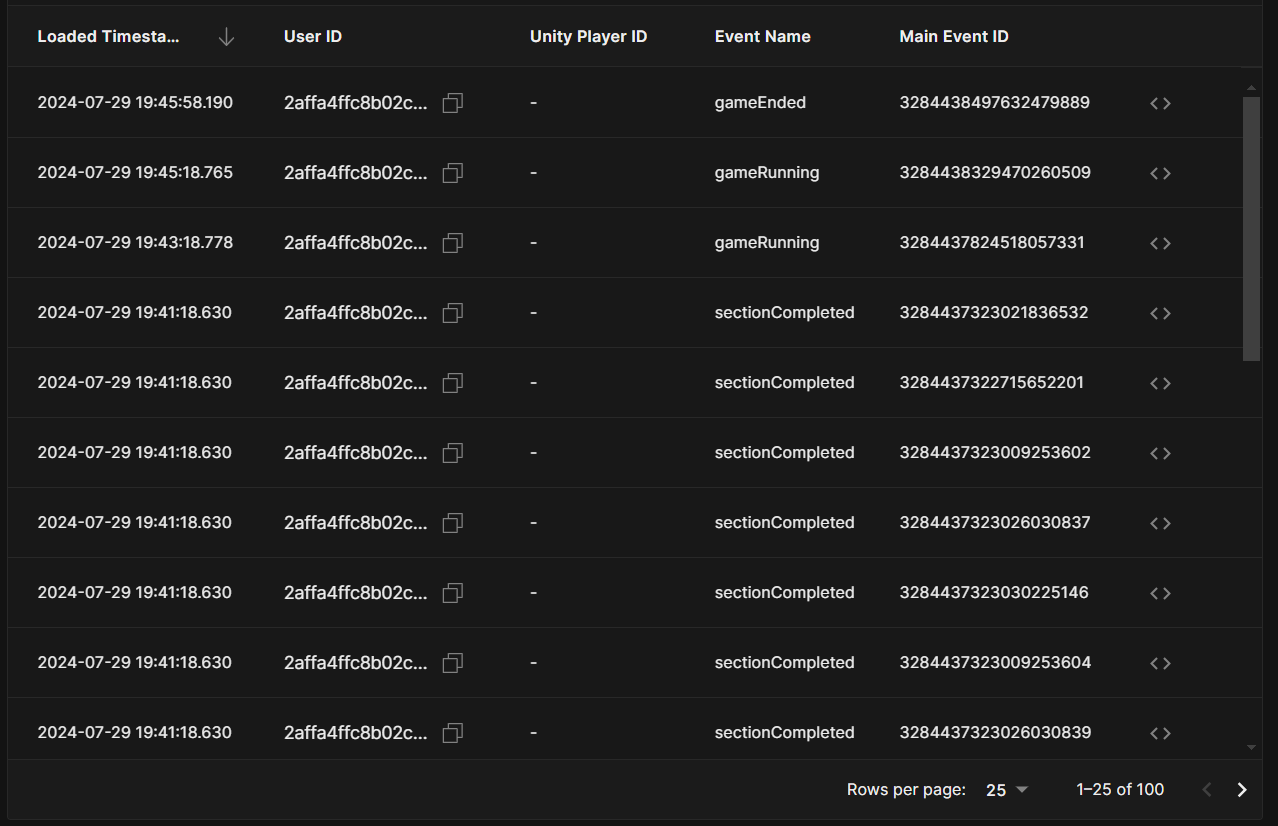 Loaded Timesta... User ID Unity Player ID Event Name Main Event ID
2024-07-29 19:45:58.190 2affa4ffc8b02c... - gameEnded 3284438497632479889
2024-07-29 19:45:18.765 2affa4ffc8b02c... - gameRunning 3284438329470260509
2024-07-29 19:43:18.778 2affa4ffc8b02c... - gameRunning 3284437824518057331
2024-07-29 19:41:18.630 2affa4ffc8b02c... - sectionCompleted 3284437323021836532
2024-07-29 19:41:18.630 2affa4ffc8b02c... - sectionCompleted 3284437322715652201
2024-07-29 19:41:18.630 2affa4ffc8b02c... - sectionCompleted 3284437323009253602
2024-07-29 19:41:18.630 2affa4ffc8b02c... - sectionCompleted 3284437323026030837
2024-07-29 19:41:18.630 2affa4ffc8b02c... - sectionCompleted 3284437323030225146
2024-07-29 19:41:18.630 2affa4ffc8b02c... - sectionCompleted 3284437323009253604
2024-07-29 19:41:18.630 2affa4ffc8b02c... - sectionCompleted 3284437323026030839
Rows per page: 25 1–25 of 100